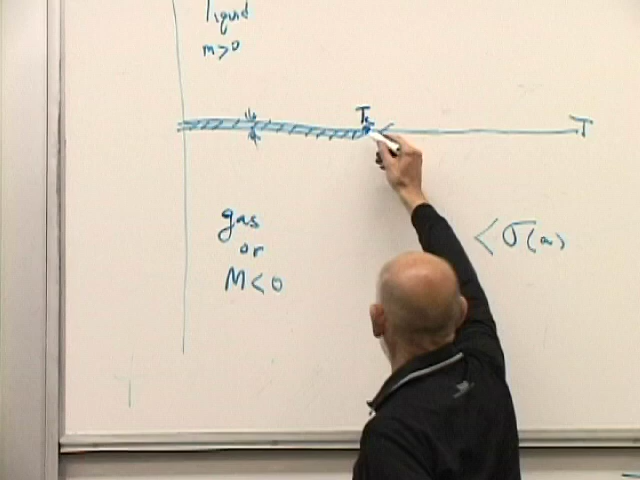 liquid
m>0
Tc
T
gas
or
M<0
<σ(a)